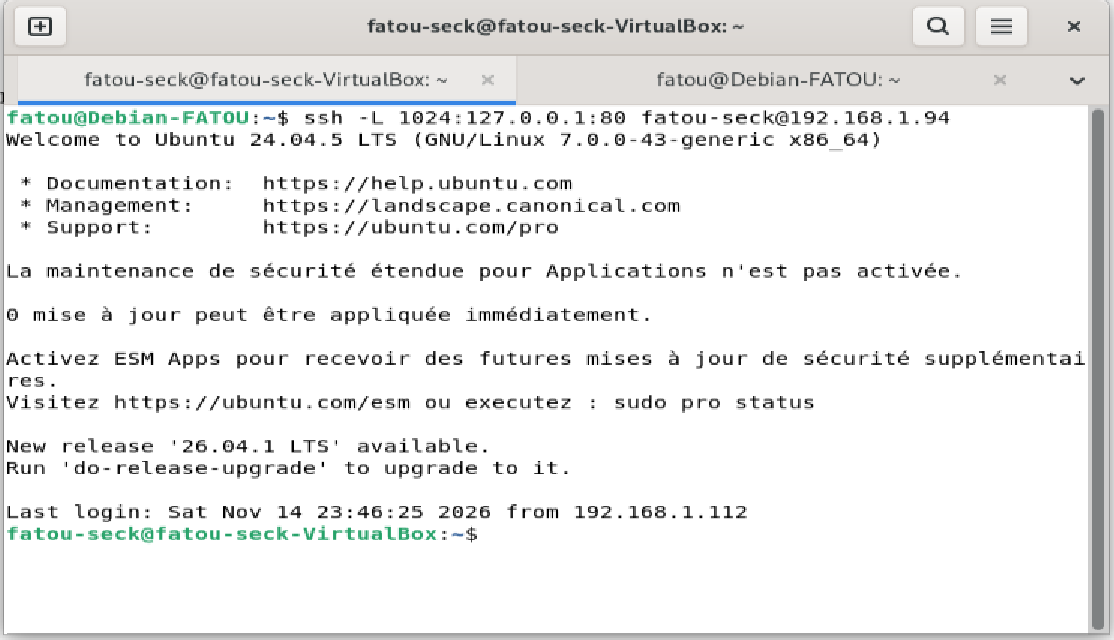 fatou-seck@fatou-seck-VirtualBox: ~
fatou-seck@fatou-seck-VirtualBox: ~
fatou@Debian-FATOU: ~
fatou@Debian-FATOU:~$ ssh -L 1024:127.0.0.1:80 fatou-seck@192.168.1.94
Welcome to Ubuntu 24.04.5 LTS (GNU/Linux 7.0.0-43-generic x86_64)
* Documentation: https://help.ubuntu.com
* Management: https://landscape.canonical.com
* Support: https://ubuntu.com/pro
La maintenance de sécurité étendue pour Applications n'est pas activée.
0 mise à jour peut être appliquée immédiatement.
Activez ESM Apps pour recevoir des futures mises à jour de sécurité supplémentai
res.
Visitez https://ubuntu.com/esm ou executez : sudo pro status
New release '26.04.1 LTS' available.
Run 'do-release-upgrade' to upgrade to it.
Last login: Sat Nov 14 23:46:25 2026 from 192.168.1.112
fatou-seck@fatou-seck-VirtualBox:~$